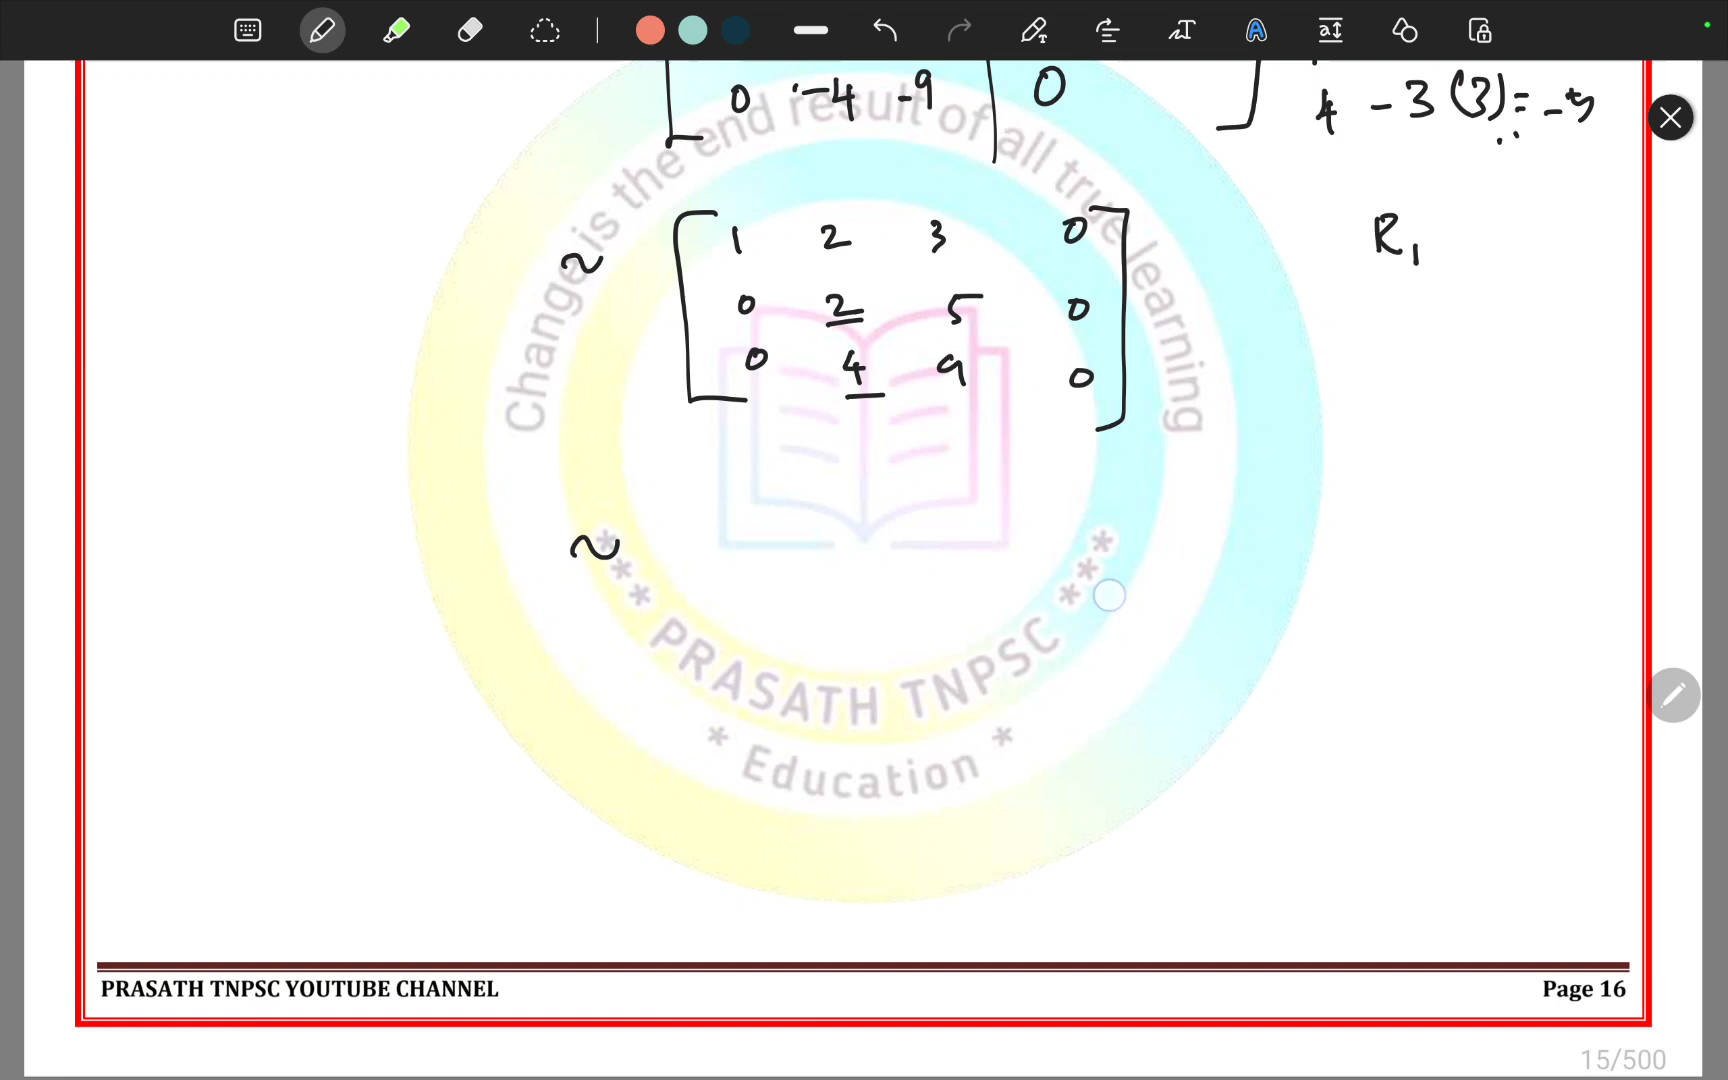 0 -4 -9 0
4 - 3 (3) = -5
~ 1 2 3 0 R1
0 2 5 0
0 4 9 0
~
Change is the end result of all true learning
*** PRASATH TNPSC ***
* Education *
PRASATH TNPSC YOUTUBE CHANNEL Page 16
15/500